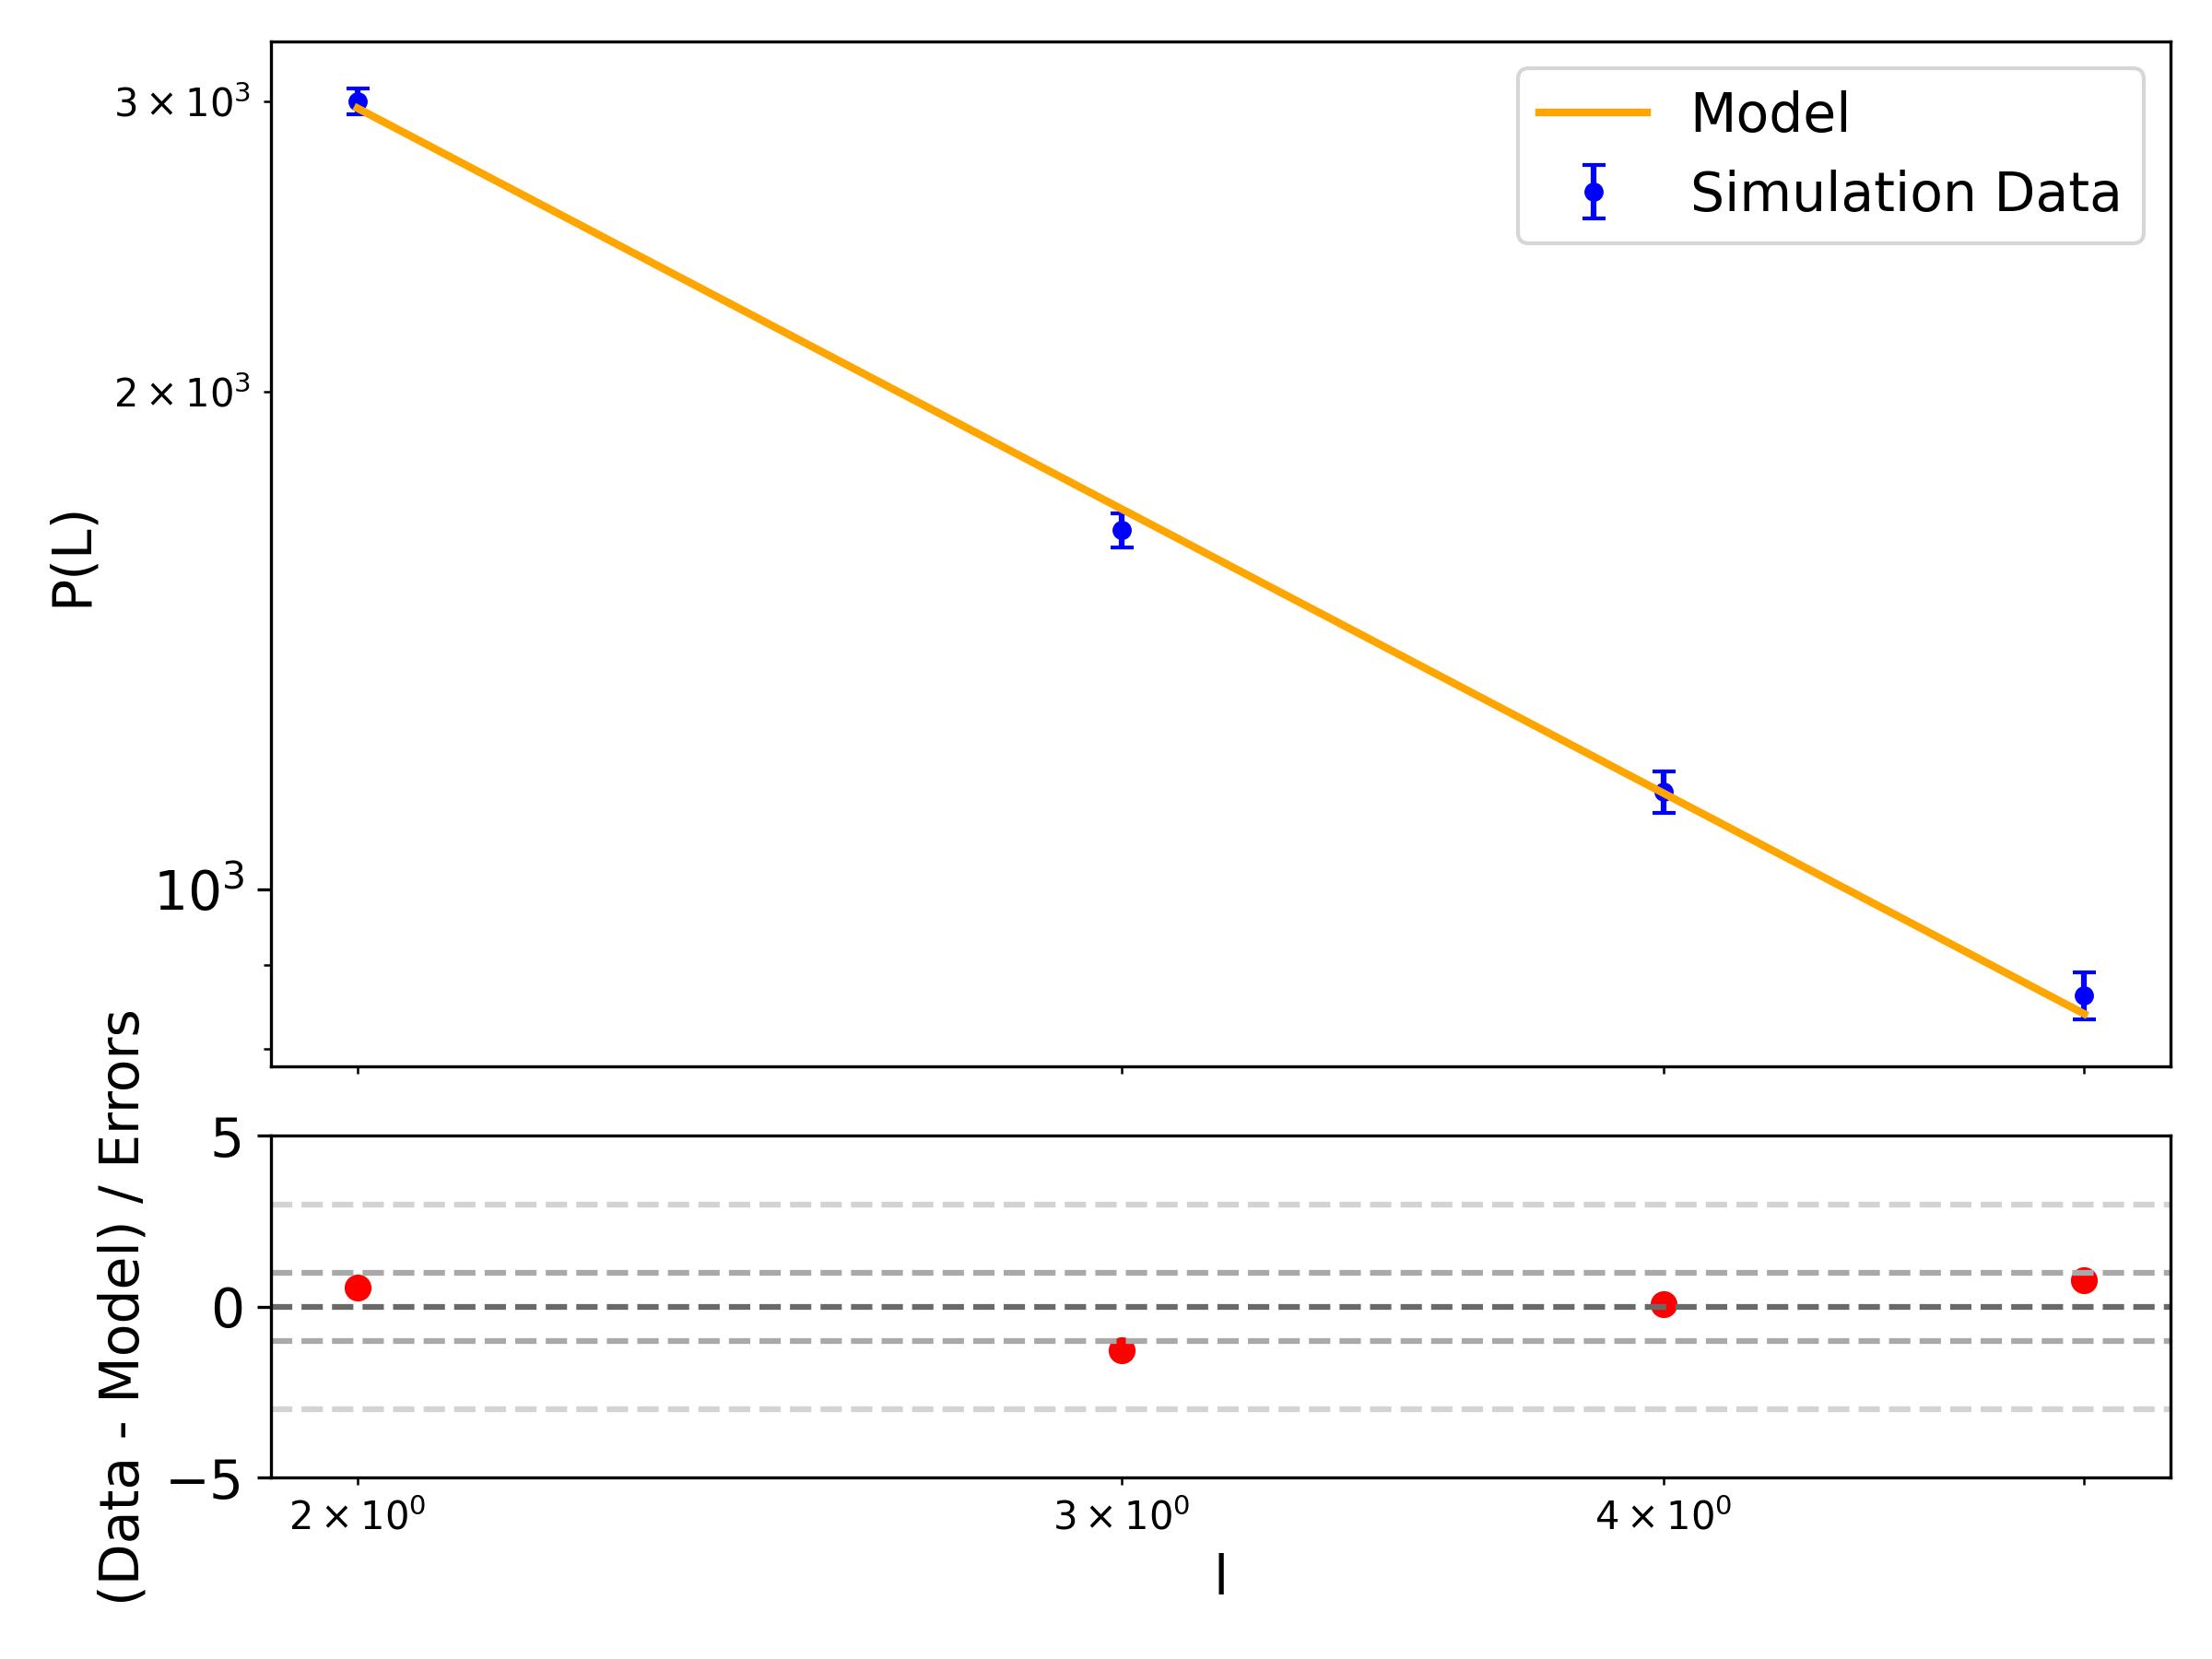 3 × 10³
2 × 10³
10³
P(L)
Model
Simulation Data
5
0
−5
(Data - Model) / Errors
2 × 10⁰
3 × 10⁰
4 × 10⁰
l